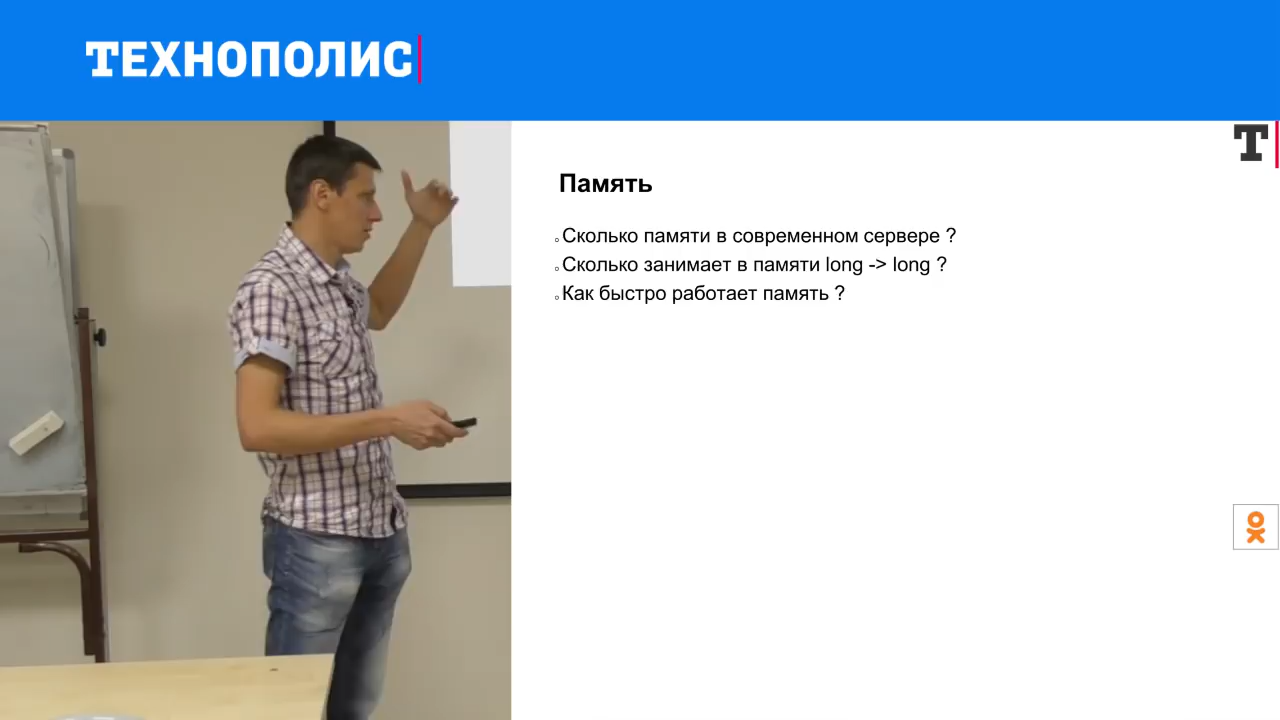 ТЕХНОПОЛИС
Т
Память
Сколько памяти в современном сервере ?
Сколько занимает в памяти long -> long ?
Как быстро работает память ?